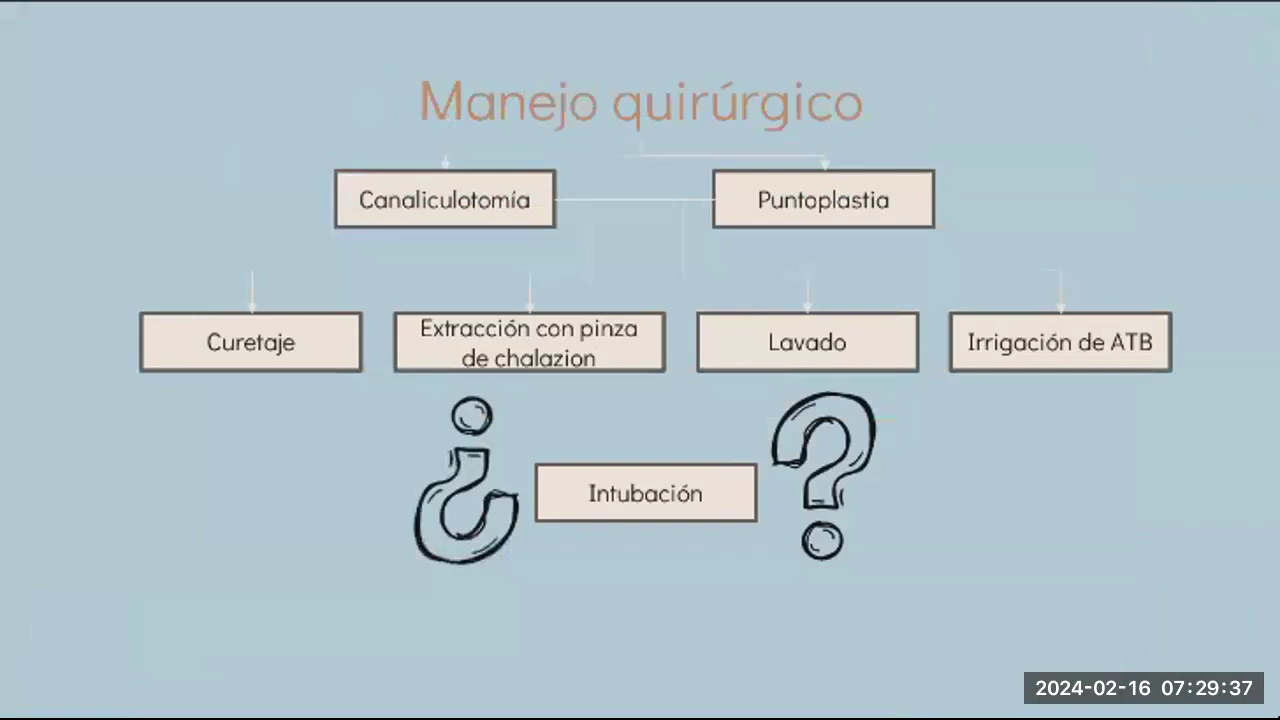 Manejo quirúrgico
Canaliculotomía
Puntoplastia
Curetaje
Extracción con pinza
de chalazion
Lavado
Irrigación de ATB
¿
Intubación
?
2024-02-16 07:29:37